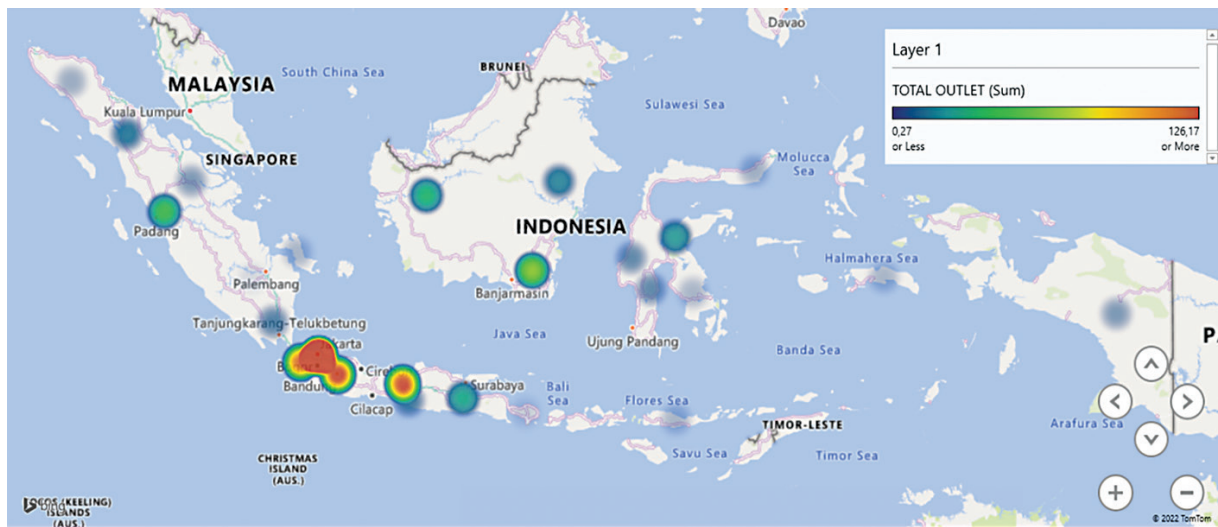 Davao
Layer 1
TOTAL OUTLET (Sum)
0,27
or Less
126,17
or More
BRUNEI
South China Sea
MALAYSIA
Kuala Lumpur
Sulawesi Sea
SINGAPORE
Molucca
Sea
INDONESIA
Padang
Halmahera Sea
Palembang
Banjarmasin
Tanjungkarang-Telukbetung
Java Sea
Ujung Pandang
Banda Sea
Surabaya
Bali
Sea
Flores Sea
Cilacap
TIMOR-LESTE
Arafura Sea
Savu Sea
Timor Sea
CHRISTMAS
ISLAND
(AUS.)
ISLANDS
(AUS.)
© 2022 TomTom